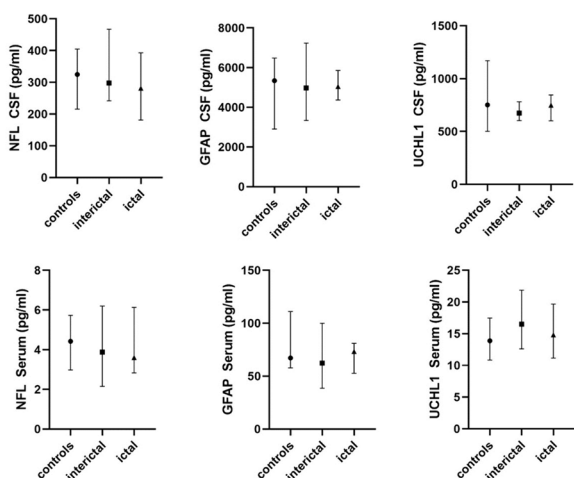 NFL CSF (pg/ml)
500
400
300
200
100
0
controls
interictal
ictal
GFAP CSF (pg/ml)
8000
6000
4000
2000
0
controls
interictal
ictal
UCHL1 CSF (pg/ml)
1500
1000
500
0
controls
interictal
ictal
NFL Serum (pg/ml)
8
6
4
2
0
controls
interictal
ictal
GFAP Serum (pg/ml)
150
100
50
0
controls
interictal
ictal
UCHL1 Serum (pg/ml)
25
20
15
10
5
0
controls
interictal
ictal